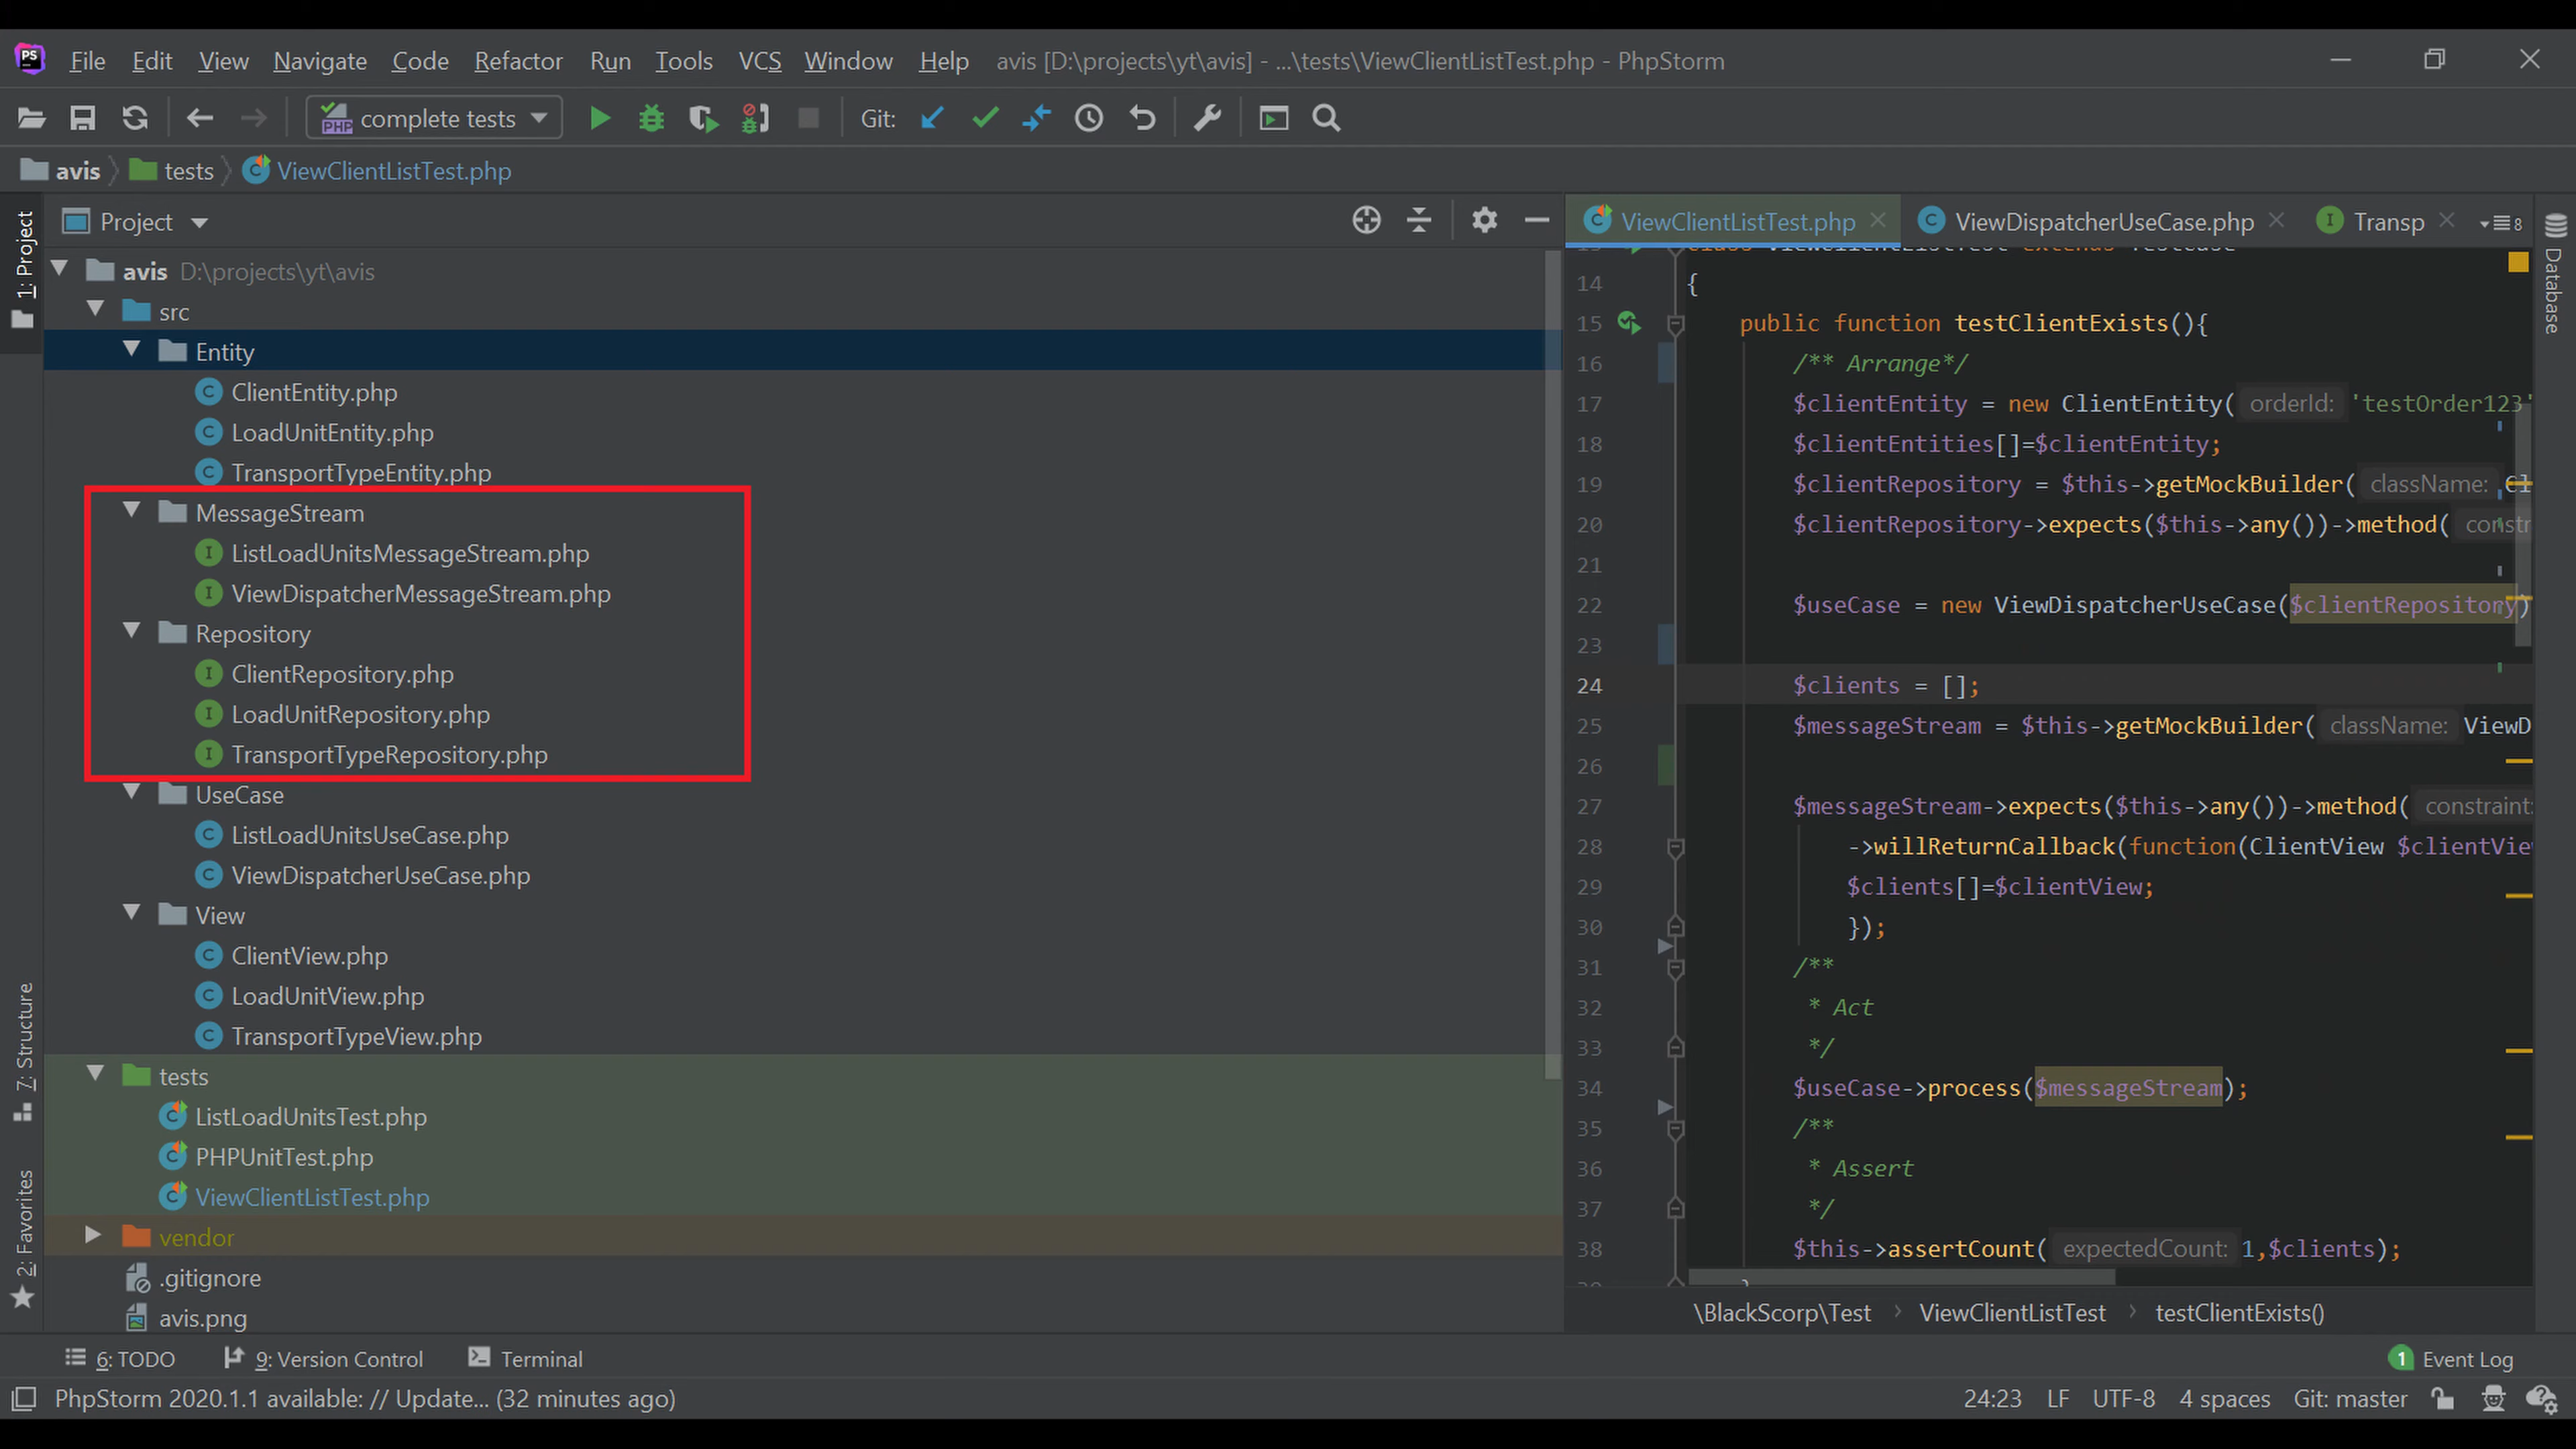 PS File Edit View Navigate Code Refactor Run Tools VCS Window Help avis [D:\projects\yt\avis] - ...\tests\ViewClientListTest.php - PhpStorm
PHP complete tests Git:
avis tests ViewClientListTest.php
Project
ViewClientListTest.php ViewDispatcherUseCase.php Transp 8
1: Project
7: Structure
2: Favorites
avis D:\projects\yt\avis
src
Entity
ClientEntity.php
LoadUnitEntity.php
TransportTypeEntity.php
MessageStream
ListLoadUnitsMessageStream.php
ViewDispatcherMessageStream.php
Repository
ClientRepository.php
LoadUnitRepository.php
TransportTypeRepository.php
UseCase
ListLoadUnitsUseCase.php
ViewDispatcherUseCase.php
View
ClientView.php
LoadUnitView.php
TransportTypeView.php
tests
ListLoadUnitsTest.php
PHPUnitTest.php
ViewClientListTest.php
vendor
.gitignore
avis.png
14 {
15 public function testClientExists(){
16 /** Arrange*/
17 $clientEntity = new ClientEntity( orderId: 'testOrder123'
18 $clientEntities[]=$clientEntity;
19 $clientRepository = $this->getMockBuilder( className: Cl
20 $clientRepository->expects($this->any())->method( constr
21
22 $useCase = new ViewDispatcherUseCase($clientRepository)
23
24 $clients = [];
25 $messageStream = $this->getMockBuilder( className: ViewD
26
27 $messageStream->expects($this->any())->method( constraint:
28 ->willReturnCallback(function(ClientView $clientVie
29 $clients[]=$clientView;
30 });
31 /**
32 * Act
33 */
34 $useCase->process($messageStream);
35 /**
36 * Assert
37 */
38 $this->assertCount( expectedCount: 1,$clients);
Database
\BlackScorp\Test ViewClientListTest testClientExists()
6: TODO 9: Version Control Terminal 1 Event Log
PhpStorm 2020.1.1 available: // Update... (32 minutes ago) 24:23 LF UTF-8 4 spaces Git: master